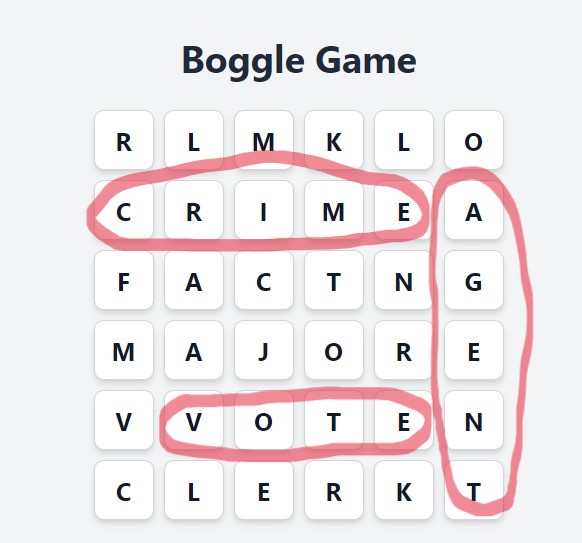 Boggle Game
R L M K L O
C R I M E A
F A C T N G
M A J O R E
V V O T E N
C L E R K T